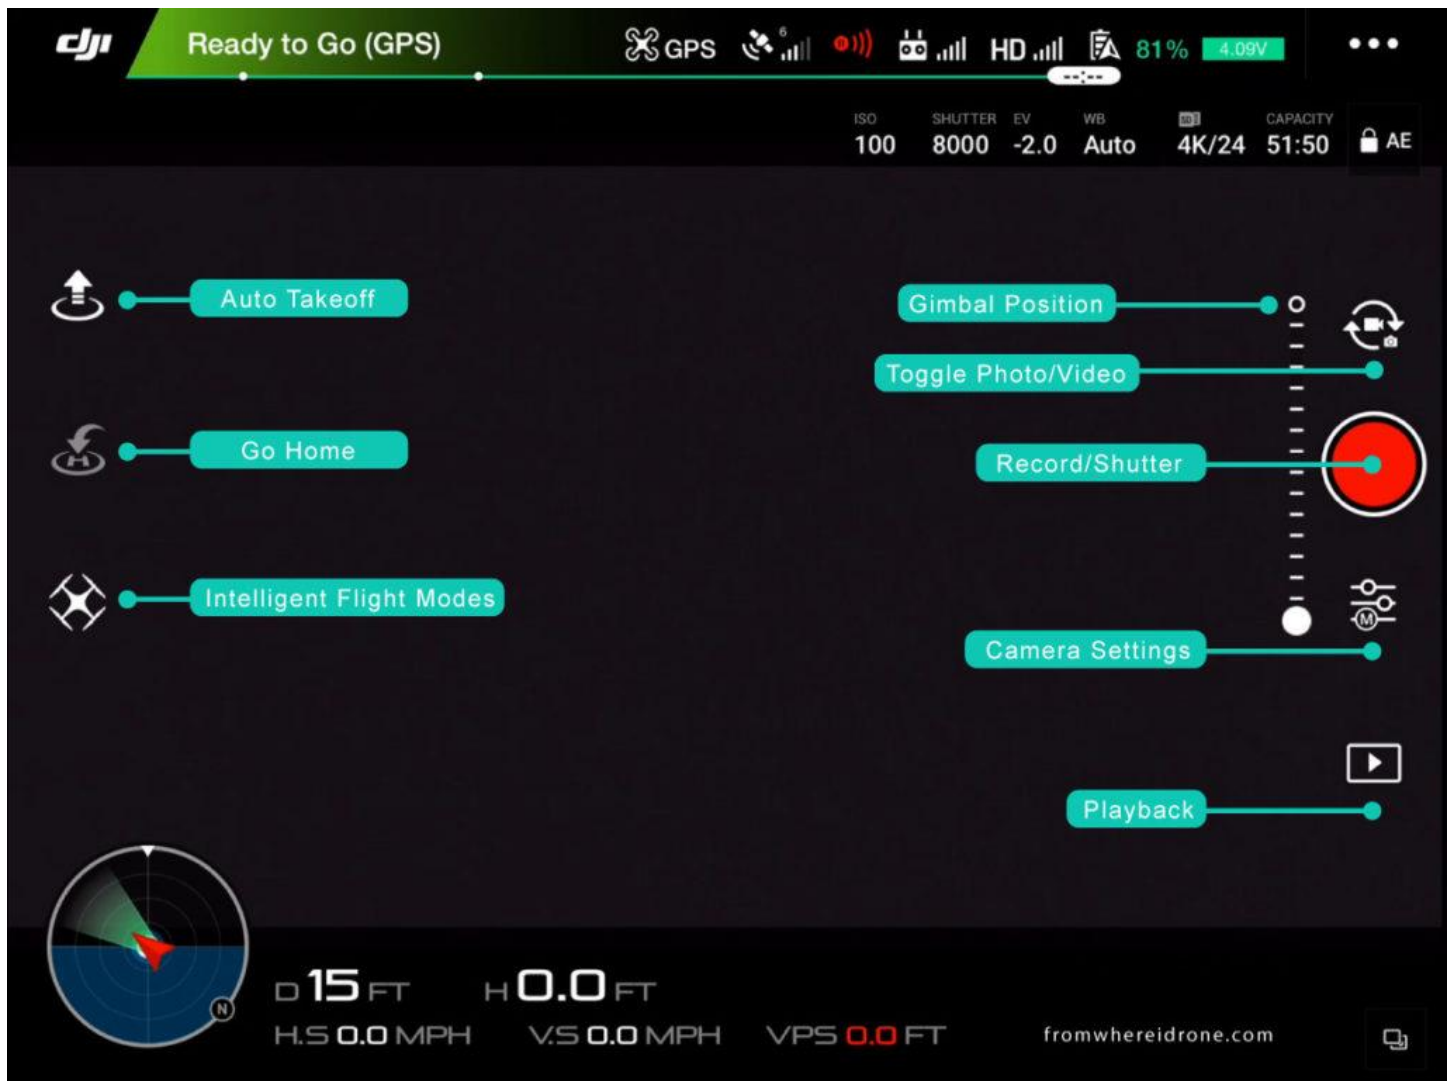 dji
Ready to Go (GPS)
GPS
6
HD
81%
4.09V
--:--
ISO
100
SHUTTER
8000
EV
-2.0
WB
Auto
SD
4K/24
CAPACITY
51:50
AE
Auto Takeoff
Gimbal Position
Toggle Photo/Video
Go Home
H
Record/Shutter
Intelligent Flight Modes
M
Camera Settings
Playback
N
D 15 FT
H 0.0 FT
H.S 0.0 MPH
V.S 0.0 MPH
VPS 0.0 FT
fromwhereidrone.com